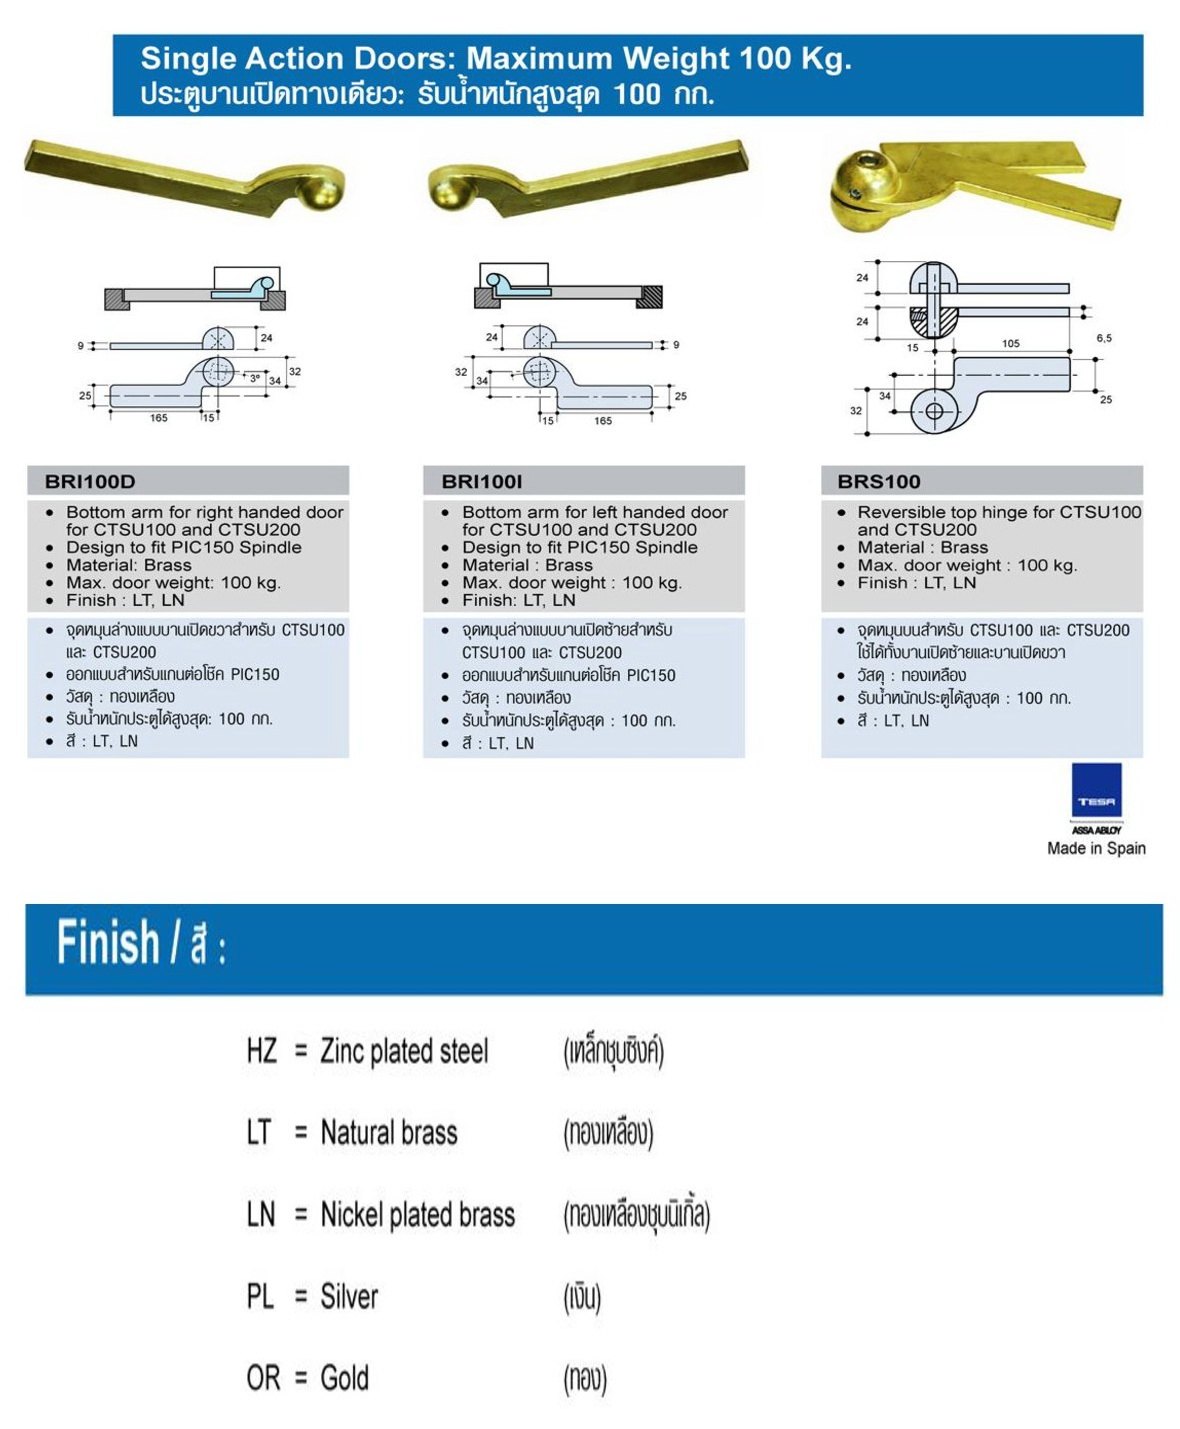 Single Action Doors: Maximum Weight 100 Kg.
ประตูบานเปิดทางเดียว: รับน้ำหนักสูงสุด 100 กก.
24
9
32
3°
34
25
165
15
24
9
32
34
25
15
165
24
24
15
105
6,5
34
32
25
BRI100D
• Bottom arm for right handed door
for CTSU100 and CTSU200
• Design to fit PIC150 Spindle
• Material: Brass
• Max. door weight: 100 kg.
• Finish : LT, LN
• จุดหมุนล่างแบบบานเปิดขวาสำหรับ CTSU100
และ CTSU200
• ออกแบบสำหรับแกนต่อโช๊ค PIC150
• วัสดุ : ทองเหลือง
• รับน้ำหนักประตูได้สูงสุด: 100 กก.
• สี : LT, LN
BRI100I
• Bottom arm for left handed door
for CTSU100 and CTSU200
• Design to fit PIC150 Spindle
• Material : Brass
• Max. door weight : 100 kg.
• Finish: LT, LN
• จุดหมุนล่างแบบบานเปิดซ้ายสำหรับ
CTSU100 และ CTSU200
• ออกแบบสำหรับแกนต่อโช๊ค PIC150
• วัสดุ : ทองเหลือง
• รับน้ำหนักประตูได้สูงสุด : 100 กก.
• สี : LT, LN
BRS100
• Reversible top hinge for CTSU100
and CTSU200
• Material : Brass
• Max. door weight : 100 kg.
• Finish : LT, LN
• จุดหมุนบนสำหรับ CTSU100 และ CTSU200
ใช้ได้ทั้งบานเปิดซ้ายและบานเปิดขวา
• วัสดุ : ทองเหลือง
• รับน้ำหนักประตูได้สูงสุด : 100 กก.
• สี : LT, LN
TESA
ASSA ABLOY
Made in Spain
Finish / สี :
HZ = Zinc plated steel (เหล็กชุบซิงค์)
LT = Natural brass (ทองเหลือง)
LN = Nickel plated brass (ทองเหลืองชุบนิเกิ้ล)
PL = Silver (เงิน)
OR = Gold (ทอง)